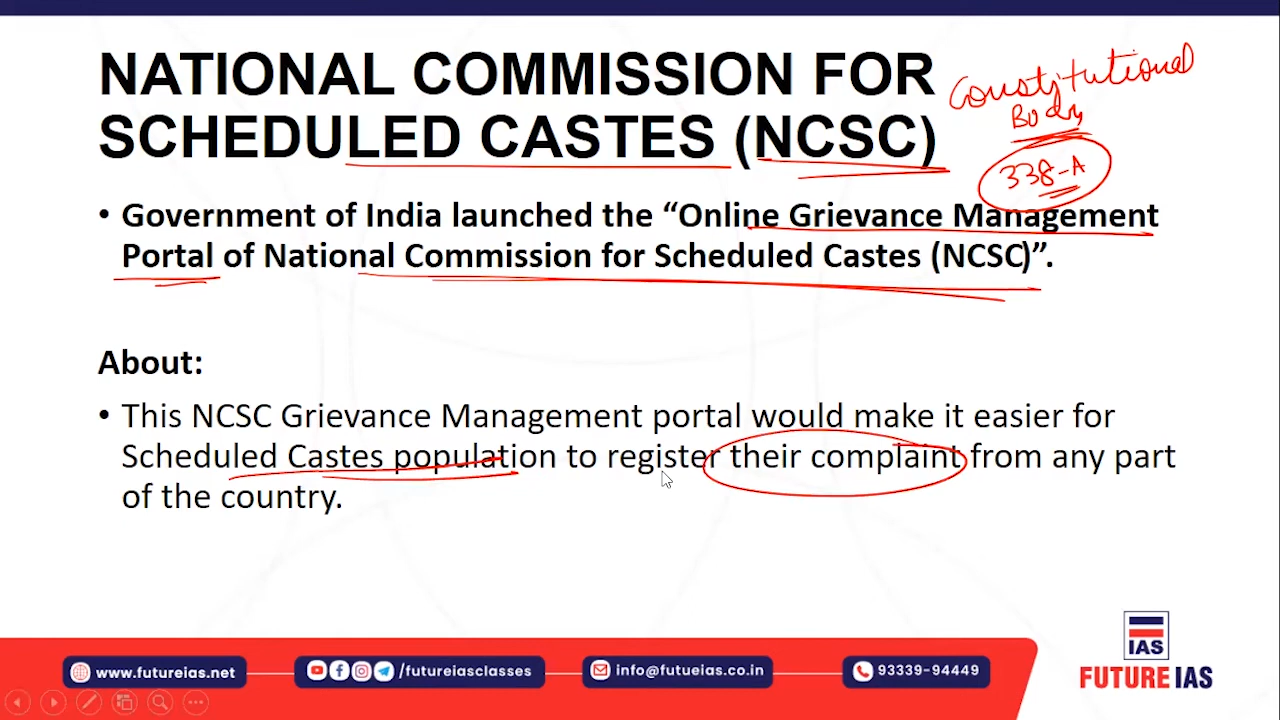 NATIONAL COMMISSION FOR
SCHEDULED CASTES (NCSC)
Constitutional
Body
338-A
• Government of India launched the “Online Grievance Management
Portal of National Commission for Scheduled Castes (NCSC)”.
About:
• This NCSC Grievance Management portal would make it easier for
Scheduled Castes population to register their complaint from any part
of the country.
www.futureias.net
/futureiasclasses
info@futueias.co.in
93339-94449
IAS
FUTURE IAS